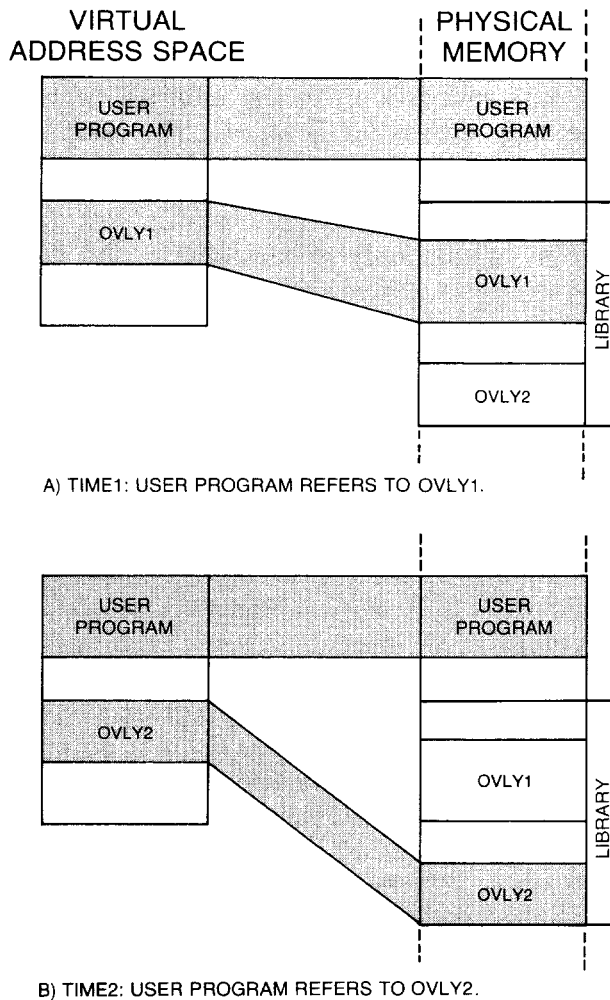 VIRTUAL
ADDRESS SPACE
PHYSICAL
MEMORY
USER
PROGRAM
USER
PROGRAM
OVLY1
OVLY1
OVLY2
LIBRARY
A) TIME1: USER PROGRAM REFERS TO OVLY1.
USER
PROGRAM
USER
PROGRAM
OVLY2
OVLY1
OVLY2
LIBRARY
B) TIME2: USER PROGRAM REFERS TO OVLY2.